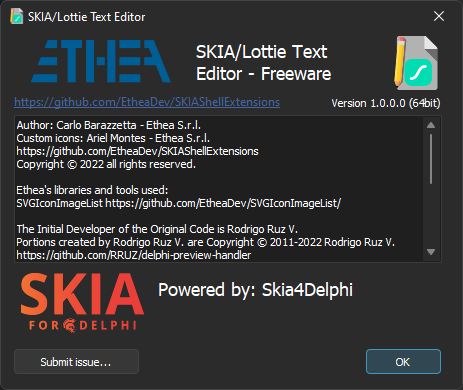 SKIA/Lottie Text Editor
ETHEA
SKIA/Lottie Text
Editor - Freeware
https://github.com/EtheaDev/SKIAShellExtensions
Version 1.0.0.0 (64bit)
Author: Carlo Barazzetta - Ethea S.r.l.
Custom icons: Ariel Montes - Ethea S.r.l.
https://github.com/EtheaDev/SKIAShellExtensions
Copyright © 2022 all rights reserved.
Ethea's libraries and tools used:
SVGIconImageList https://github.com/EtheaDev/SVGIconImageList/
The Initial Developer of the Original Code is Rodrigo Ruz V.
Portions created by Rodrigo Ruz V. are Copyright © 2011-2022 Rodrigo Ruz V.
https://github.com/RRUZ/delphi-preview-handler
SKIA
FOR DELPHI
Powered by: Skia4Delphi
Submit issue...
OK